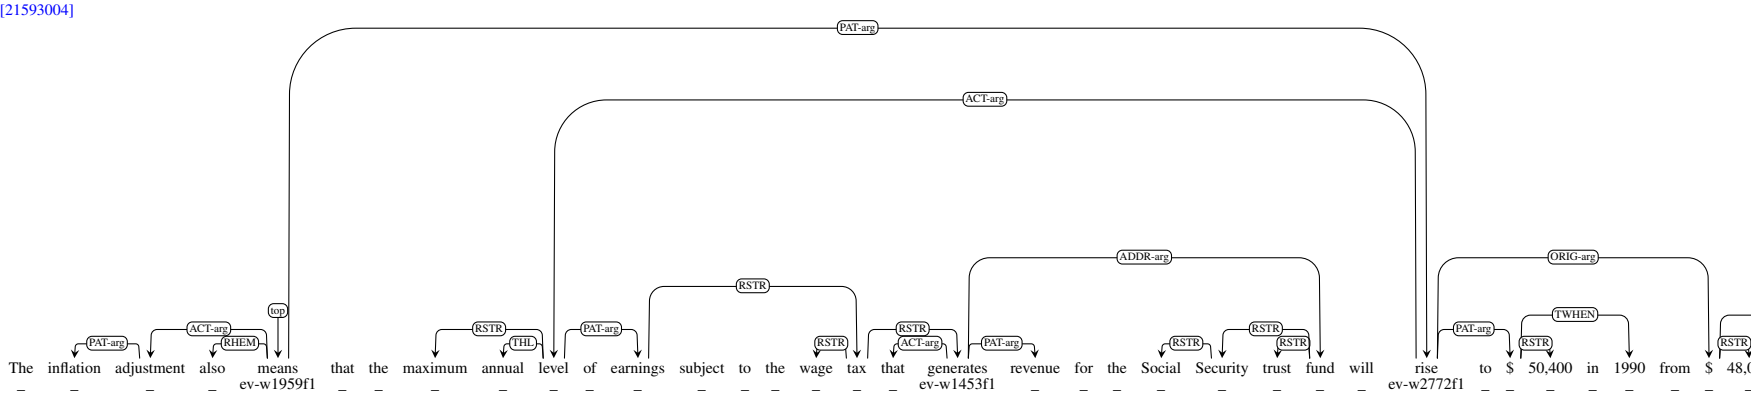 [21593004]
PAT-arg
ACT-arg
ADDR-arg ORIG-arg
RSTR
top TWHEN
ACT-arg RSTR PAT-arg RSTR RSTR PAT-arg
PAT-arg RHEM THL RSTR ACT-arg PAT-arg RSTR RSTR RSTR RSTR
The inflation adjustment also means that the maximum annual level of earnings subject to the wage tax that generates revenue for the Social Security trust fund will rise to $ 50,400 in 1990 from $
ev-w1959f1 ev-w1453f1 ev-w2772f1
_ _ _ _ _ _ _ _ _ _ _ _ _ _ _ _ _ _ _ _ _ _ _ _ _ _ _ _ _ _ _ _ _ _ _ _